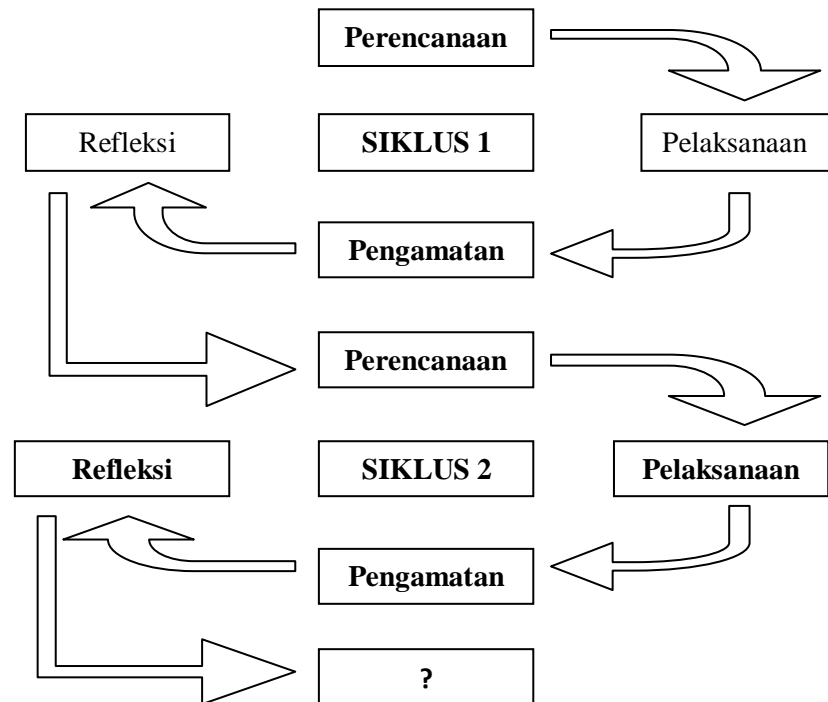 Perencanaan
Refleksi
SIKLUS 1
Pelaksanaan
Pengamatan
Perencanaan
Refleksi
SIKLUS 2
Pelaksanaan
Pengamatan
?